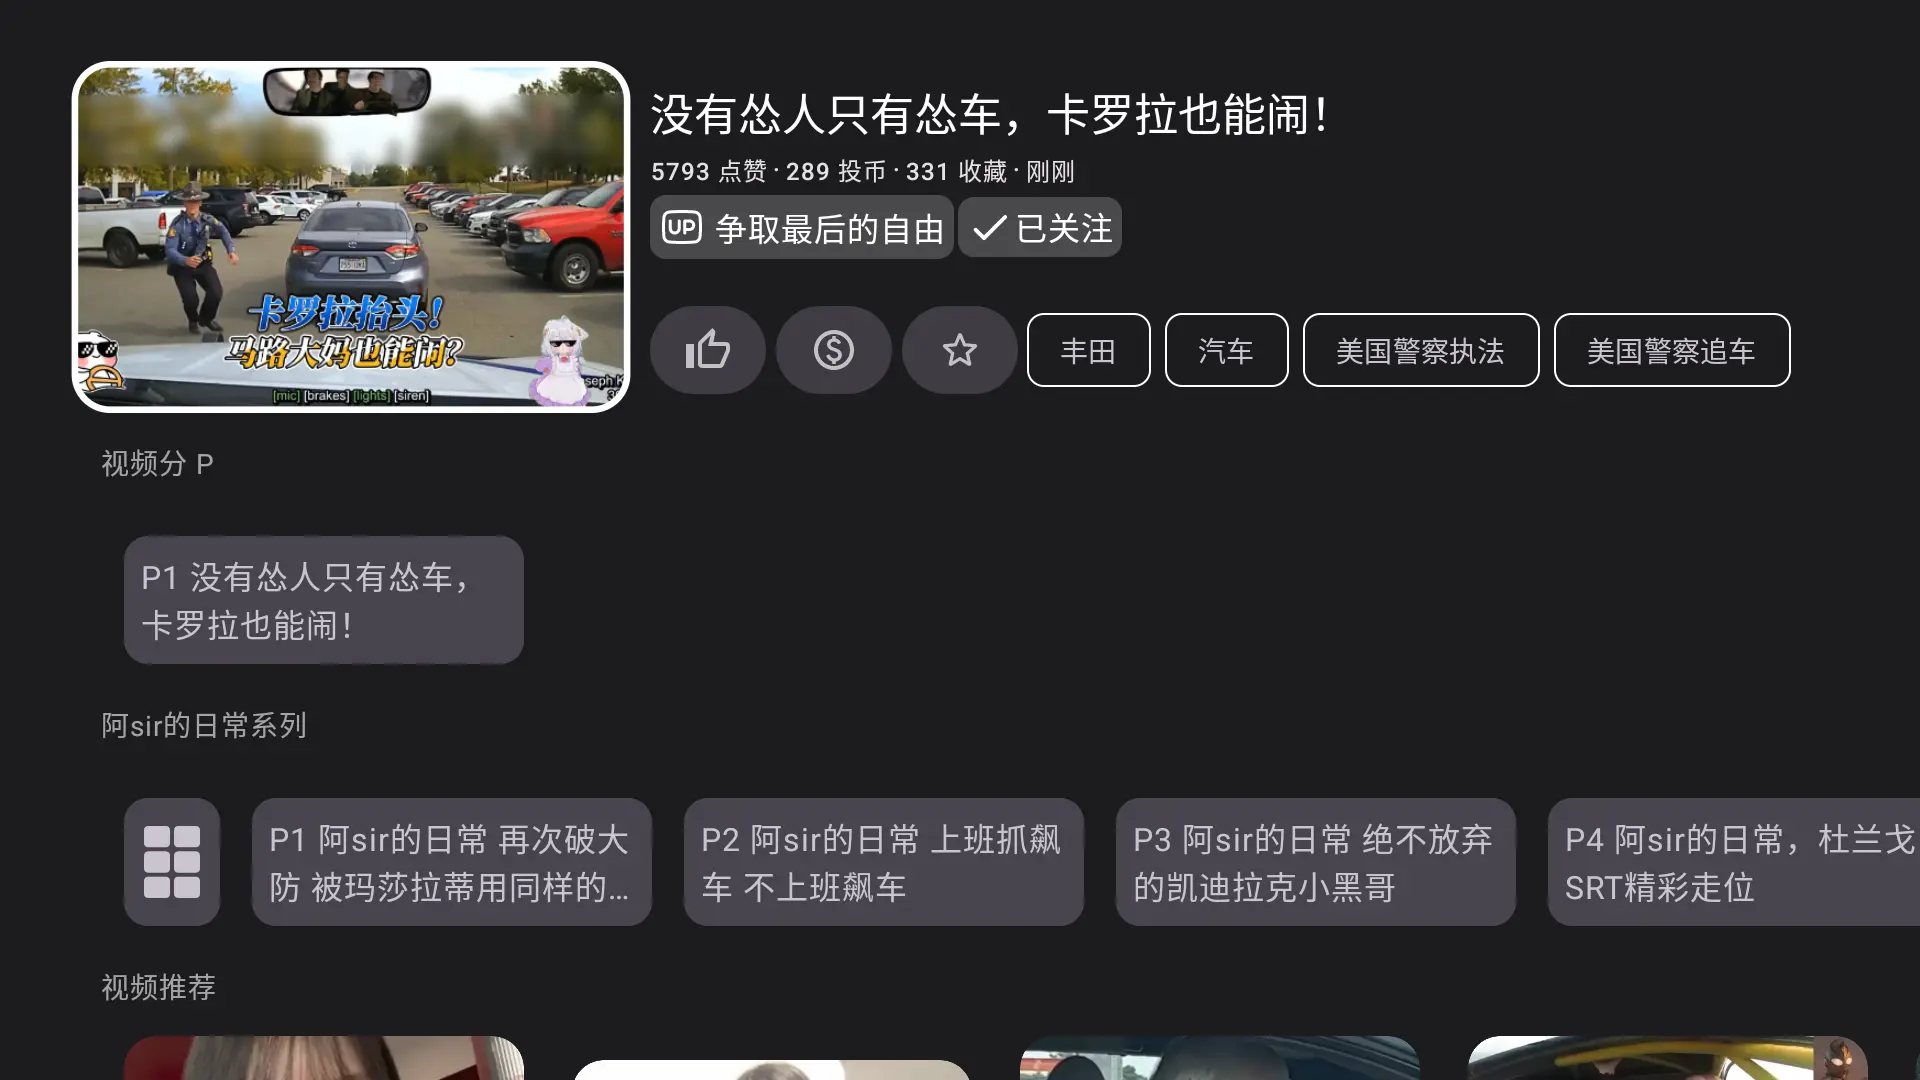 没有怂人只有怂车，卡罗拉也能闹！
5793 点赞 · 289 投币 · 331 收藏 · 刚刚
UP 争取最后的自由 已关注
丰田 汽车 美国警察执法 美国警察追车
卡罗拉抬头！
马路大妈也能闹？
[mic] [brakes] [lights] [siren]
视频分 P
P1 没有怂人只有怂车，
卡罗拉也能闹！
阿sir的日常系列
P1 阿sir的日常 再次破大
防 被玛莎拉蒂用同样的...
P2 阿sir的日常 上班抓飙
车 不上班飙车
P3 阿sir的日常 绝不放弃
的凯迪拉克小黑哥
P4 阿sir的日常，杜兰戈
SRT精彩走位
视频推荐